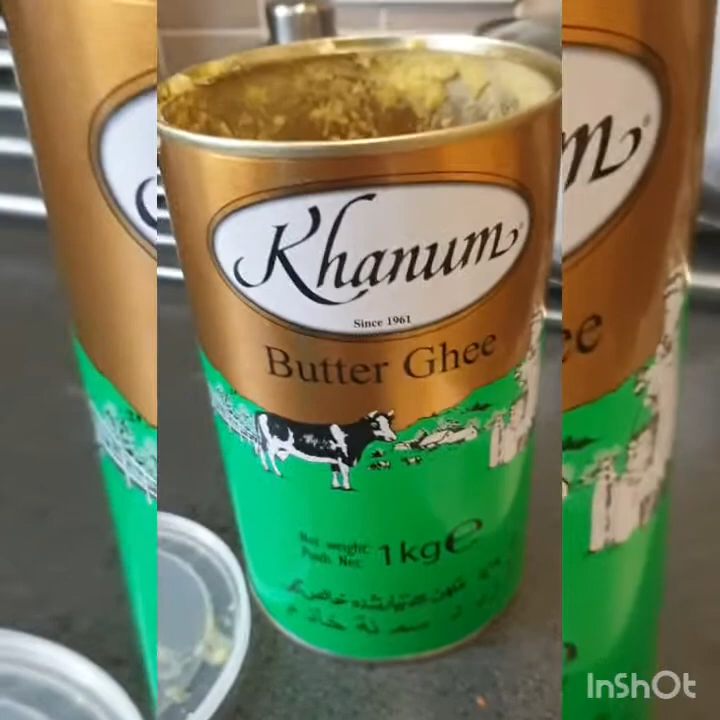 Khanum®
Since 1961
Butter Ghee
Net weight:
Poids Net:
1kg e
InShOt